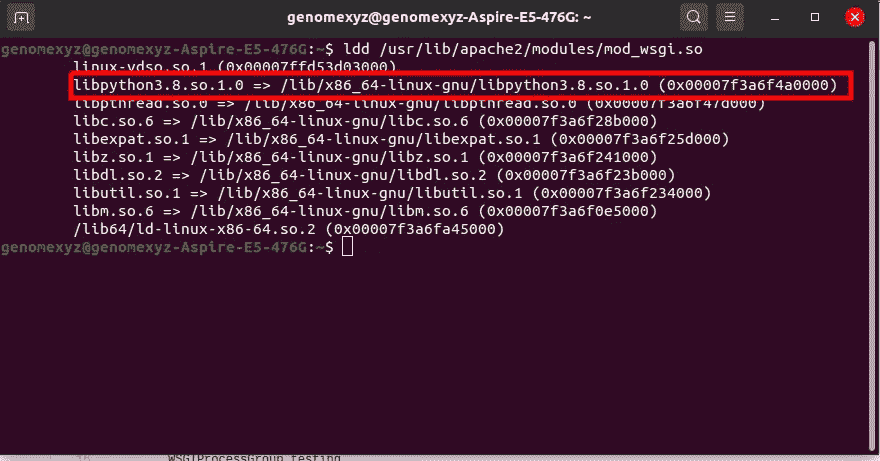 genomexyz@genomexyz-Aspire-E5-476G: ~
genomexyz@genomexyz-Aspire-E5-476G:~$ ldd /usr/lib/apache2/modules/mod_wsgi.so
linux-vdso.so.1 (0x00007ffd53d03000)
libpython3.8.so.1.0 => /lib/x86_64-linux-gnu/libpython3.8.so.1.0 (0x00007f3a6f4a0000)
libpthread.so.0 => /lib/x86_64-linux-gnu/libpthread.so.0 (0x00007f3a6f47d000)
libc.so.6 => /lib/x86_64-linux-gnu/libc.so.6 (0x00007f3a6f28b000)
libexpat.so.1 => /lib/x86_64-linux-gnu/libexpat.so.1 (0x00007f3a6f25d000)
libz.so.1 => /lib/x86_64-linux-gnu/libz.so.1 (0x00007f3a6f241000)
libdl.so.2 => /lib/x86_64-linux-gnu/libdl.so.2 (0x00007f3a6f23b000)
libutil.so.1 => /lib/x86_64-linux-gnu/libutil.so.1 (0x00007f3a6f234000)
libm.so.6 => /lib/x86_64-linux-gnu/libm.so.6 (0x00007f3a6f0e5000)
/lib64/ld-linux-x86-64.so.2 (0x00007f3a6fa45000)
genomexyz@genomexyz-Aspire-E5-476G:~$
WSGIProcessGroup testing